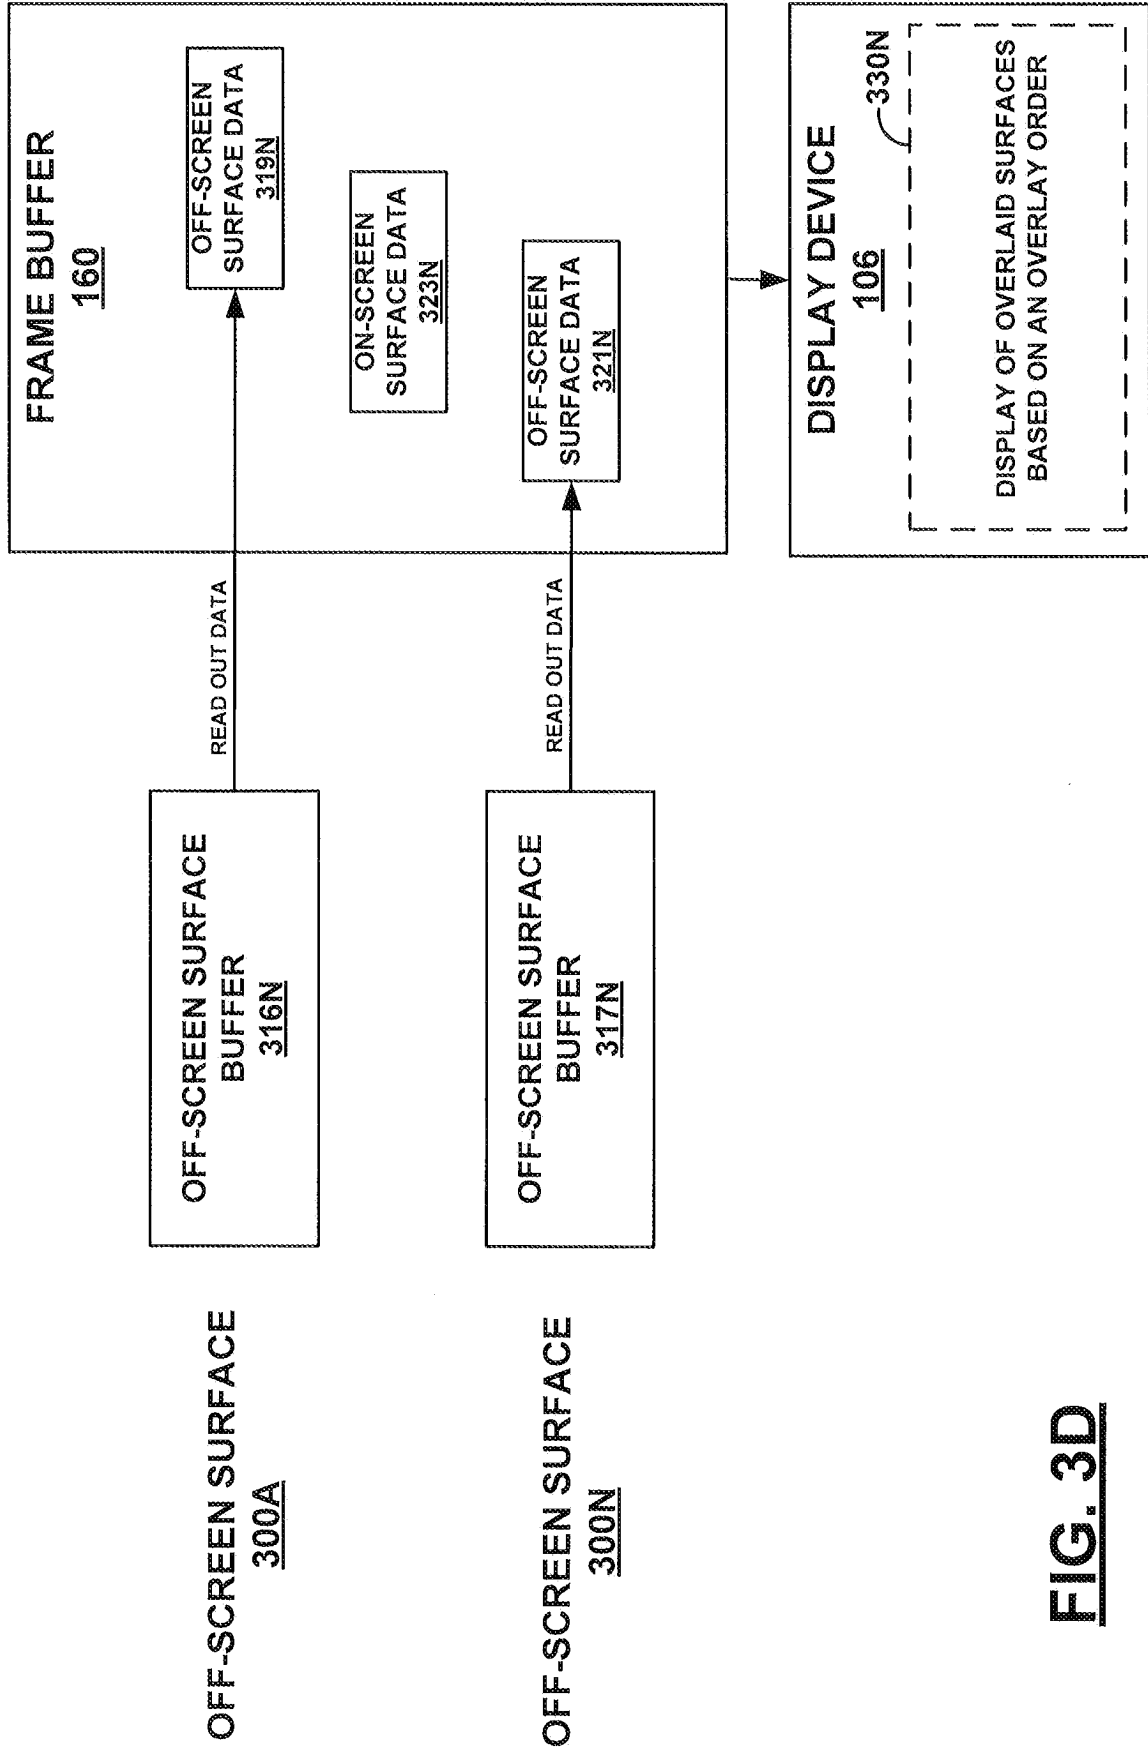 OFF-SCREEN SURFACE
300A
OFF-SCREEN SURFACE
BUFFER
316N
READ OUT DATA
FRAME BUFFER
160
OFF-SCREEN
SURFACE DATA
319N
ON-SCREEN
SURFACE DATA
323N
OFF-SCREEN SURFACE
300N
OFF-SCREEN SURFACE
BUFFER
317N
READ OUT DATA
OFF-SCREEN
SURFACE DATA
321N
DISPLAY DEVICE
106
330N
DISPLAY OF OVERLAID SURFACES
BASED ON AN OVERLAY ORDER
FIG. 3D